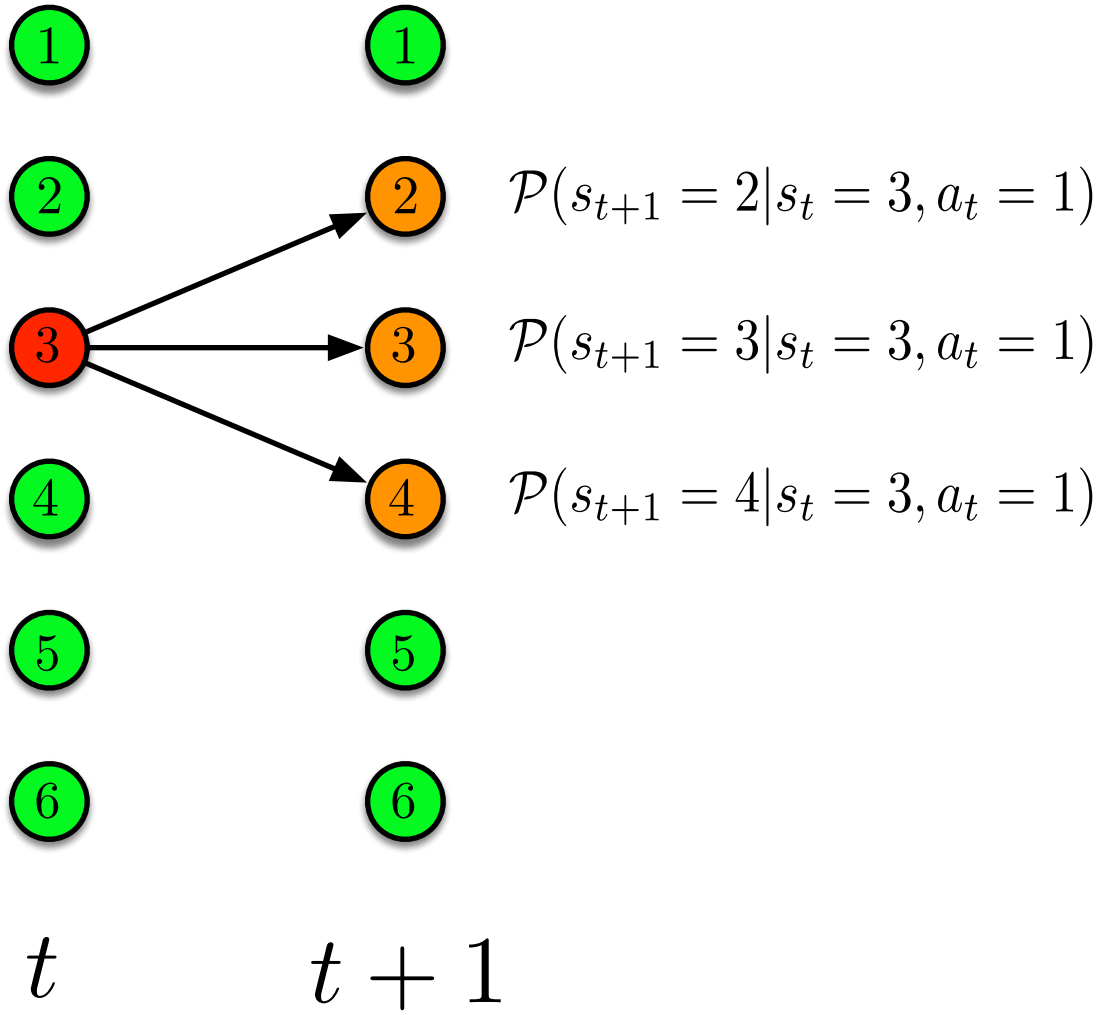 1 1
2 2 𝒫(s_{t+1} = 2|s_t = 3, a_t = 1)
3 3 𝒫(s_{t+1} = 3|s_t = 3, a_t = 1)
4 4 𝒫(s_{t+1} = 4|s_t = 3, a_t = 1)
5 5
6 6
t t + 1